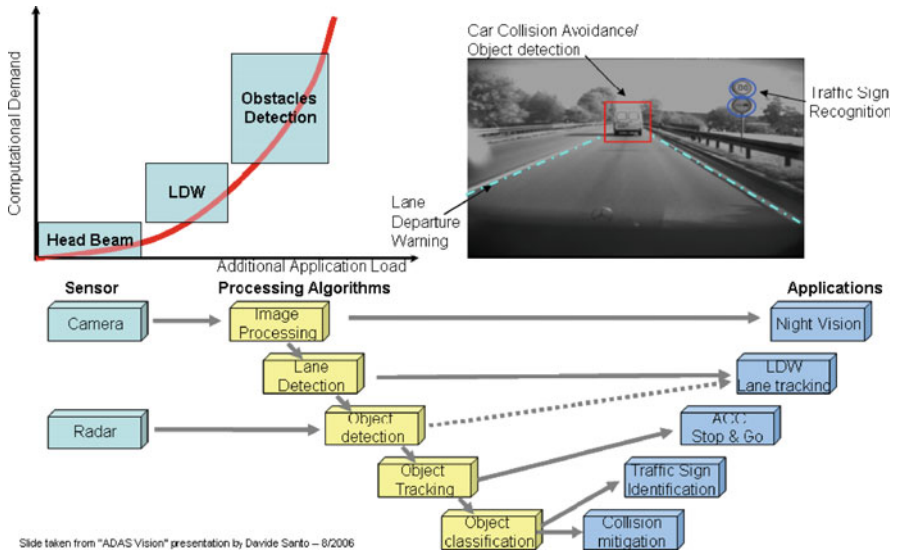 Computational Demand
Obstacles
Detection
LDW
Head Beam
Additional Application Load
Car Collision Avoidance/
Object detection
Traffic Sign
Recognition
Lane
Departure
Warning
Sensor
Processing Algorithms
Applications
Camera
Image
Processing
Night Vision
Lane
Detection
LDW
Lane tracking
Radar
Object
detection
ACC
Stop & Go
Object
Tracking
Traffic Sign
Identification
Object
classification
Collision
mitigation
Slide taken from "ADAS Vision" presentation by Davide Santo – 8/2006